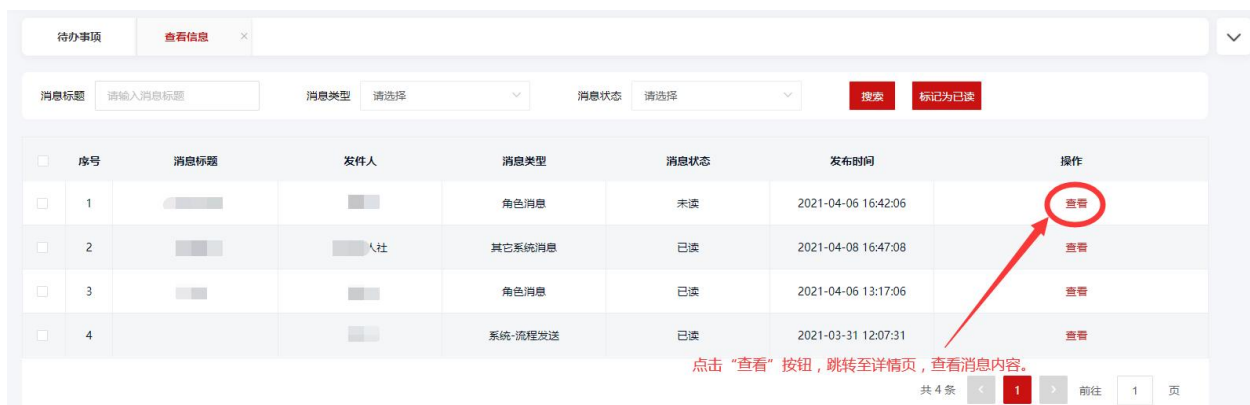 待办事项 查看信息 ×
消息标题 请输入消息标题 消息类型 请选择 消息状态 请选择 搜索 标记为已读
序号 消息标题 发件人 消息类型 消息状态 发布时间 操作
1 角色消息 未读 2021-04-06 16:42:06 查看
2 人社 其它系统消息 已读 2021-04-08 16:47:08 查看
3 角色消息 已读 2021-04-06 13:17:06 查看
4 系统-流程发送 已读 2021-03-31 12:07:31 查看
点击“查看”按钮，跳转至详情页，查看消息内容。
共 4 条 < 1 > 前往 1 页